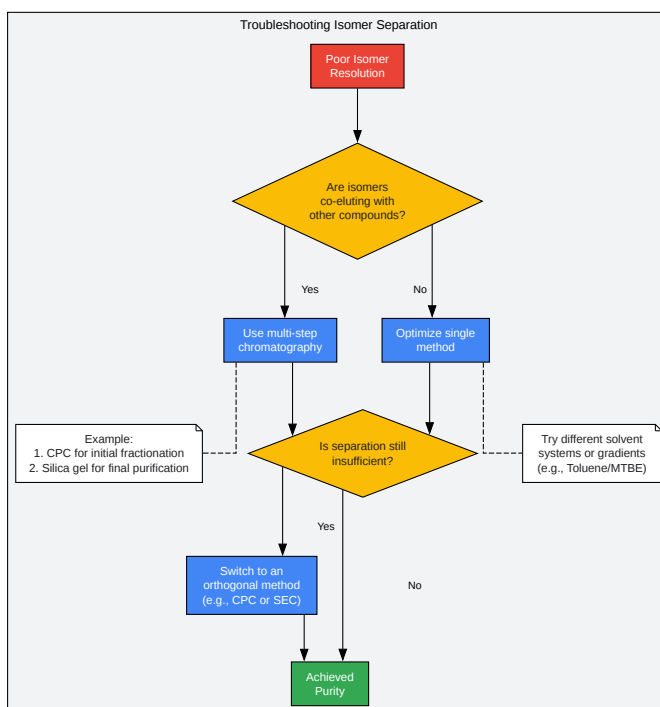 Troubleshooting Isomer Separation
Poor Isomer
Resolution
Are isomers
co-eluting with
other compounds?
Yes
No
Use multi-step
chromatography
Optimize single
method
Example:
1. CPC for initial fractionation
2. Silica gel for final purification
Is separation still
insufficient?
Try different solvent
systems or gradients
(e.g., Toluene/MTBE)
Yes
Switch to an
orthogonal method
(e.g., CPC or SEC)
No
Achieved
Purity